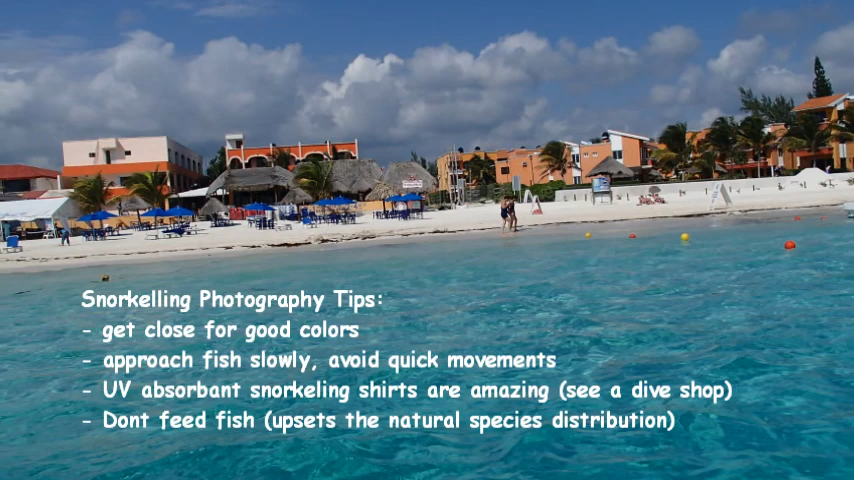 Snorkelling Photography Tips:
- get close for good colors
- approach fish slowly, avoid quick movements
- UV absorbant snorkeling shirts are amazing (see a dive shop)
- Dont feed fish (upsets the natural species distribution)